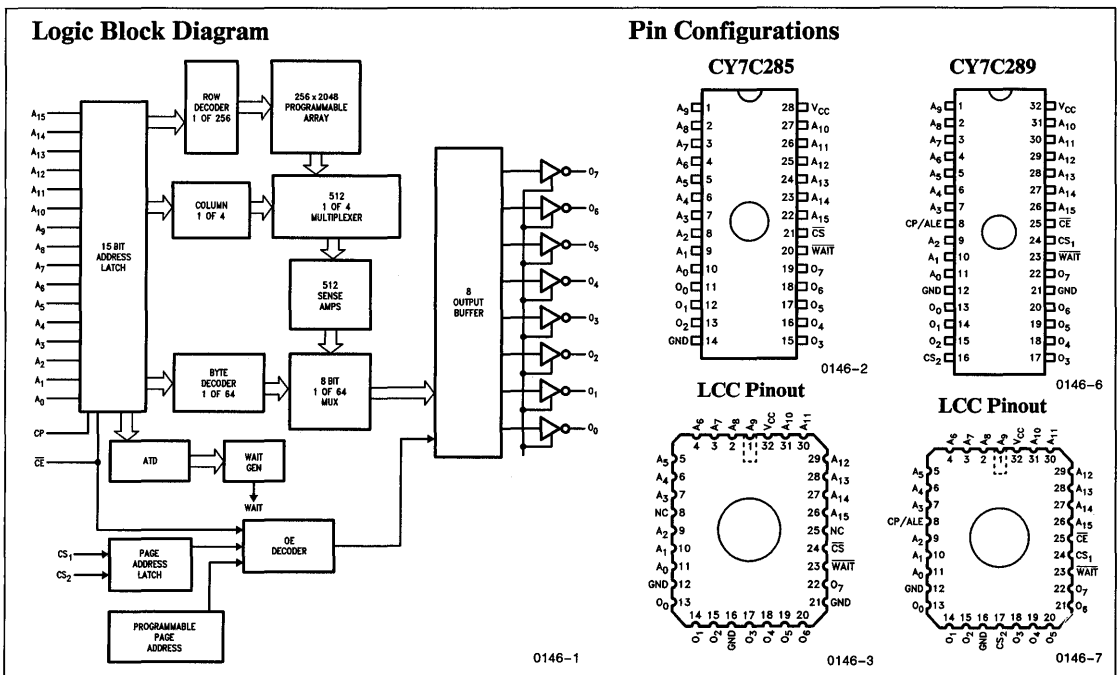 Logic Block Diagram
A15
A14
A13
A12
A11
A10
A9
A8
A7
A6
A5
A4
A3
A2
A1
A0
CP
CE
15 BIT
ADDRESS
LATCH
ROW
DECODER
1 OF 256
256 x 2048
PROGRAMMABLE
ARRAY
COLUMN
1 OF 4
512
1 OF 4
MULTIPLEXER
512
SENSE
AMPS
BYTE
DECODER
1 OF 64
8 BIT
1 OF 64
MUX
ATD
WAIT
GEN
WAIT
OE
DECODER
CS1
CS2
PAGE
ADDRESS
LATCH
PROGRAMMABLE
PAGE
ADDRESS
8
OUTPUT
BUFFER
O7
O6
O5
O4
O3
O2
O1
O0
0146-1
Pin Configurations
CY7C285
A9 1 28 VCC
A8 2 27 A10
A7 3 26 A11
A6 4 25 A12
A5 5 24 A13
A4 6 23 A14
A3 7 22 A15
A2 8 21 CS
A1 9 20 WAIT
A0 10 19 O7
O0 11 18 O6
O1 12 17 O5
O2 13 16 O4
GND 14 15 O3
0146-2
CY7C289
A9 1 32 VCC
A8 2 31 A10
A7 3 30 A11
A6 4 29 A12
A5 5 28 A13
A4 6 27 A14
A3 7 26 A15
CP/ALE 8 25 CE
A2 9 24 CS1
A1 10 23 WAIT
A0 11 22 O7
GND 12 21 GND
O0 13 20 O6
O1 14 19 O5
O2 15 18 O4
CS2 16 17 O3
0146-6
LCC Pinout
A6 A7 A8 A9 VCC A10 A11
4 3 2 1 32 31 30
A5 5 29 A12
A4 6 28 A13
A3 7 27 A14
NC 8 26 A15
A2 9 25 NC
A1 10 24 CS
A0 11 23 WAIT
GND 12 22 O7
O0 13 21 GND
14 15 16 17 18 19 20
O1 O2 GND O3 O4 O5 O6
0146-3
LCC Pinout
A6 A7 A8 A9 VCC A10 A11
4 3 2 1 32 31 30
A5 5 29 A12
A4 6 28 A13
A3 7 27 A14
CP/ALE 8 26 A15
A2 9 25 CE
A1 10 24 CS1
A0 11 23 WAIT
GND 12 22 O7
O0 13 21 O6
14 15 16 17 18 19 20
O1 O2 GND CS2 O3 O4 O5
0146-7